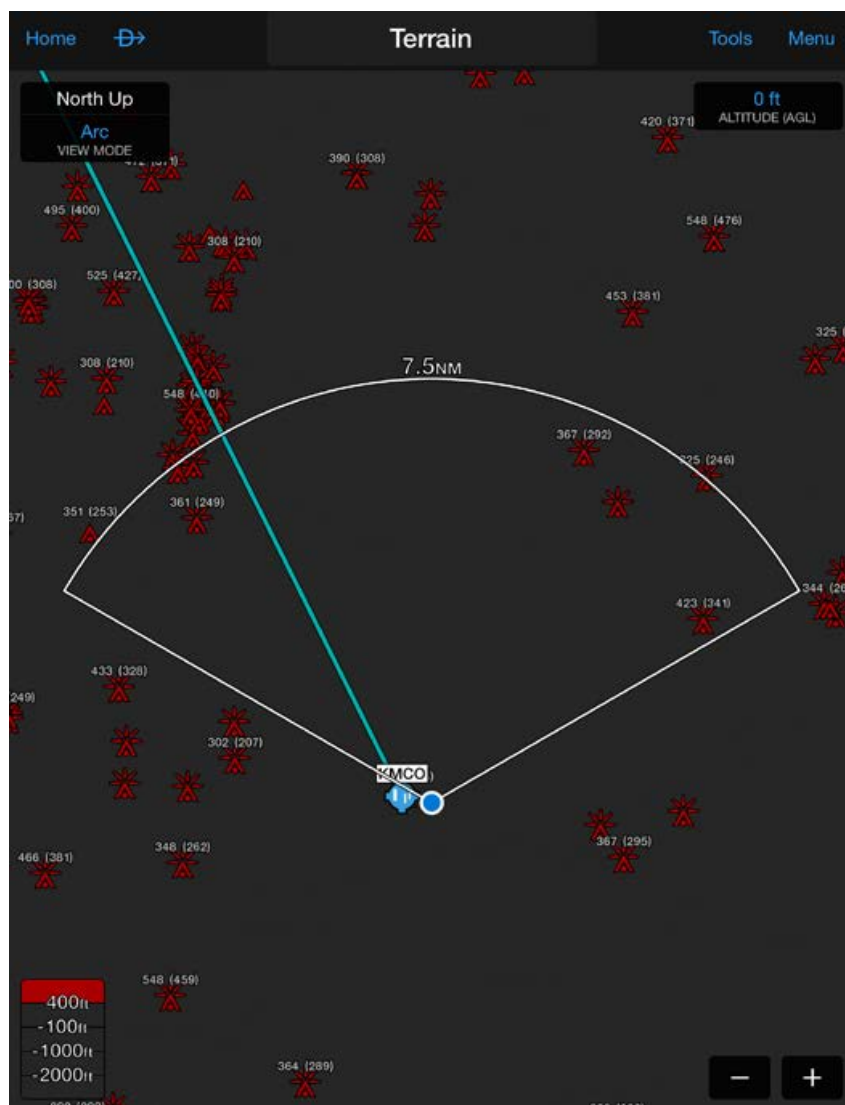 Home
Terrain
Tools
Menu
North Up
Arc
VIEW MODE
0 ft
ALTITUDE (AGL)
420 (371)
390 (308)
495 (400)
548 (476)
308 (210)
525 (427)
(308)
453 (381)
325
308 (210)
7.5NM
548
367 (292)
(246)
361 (249)
351 (253)
344
423 (341)
433 (328)
249)
302 (207)
KMCO
367 (295)
348 (262)
466 (381)
548 (459)
400ft
-100ft
-1000ft
-2000ft
364 (289)
−
+